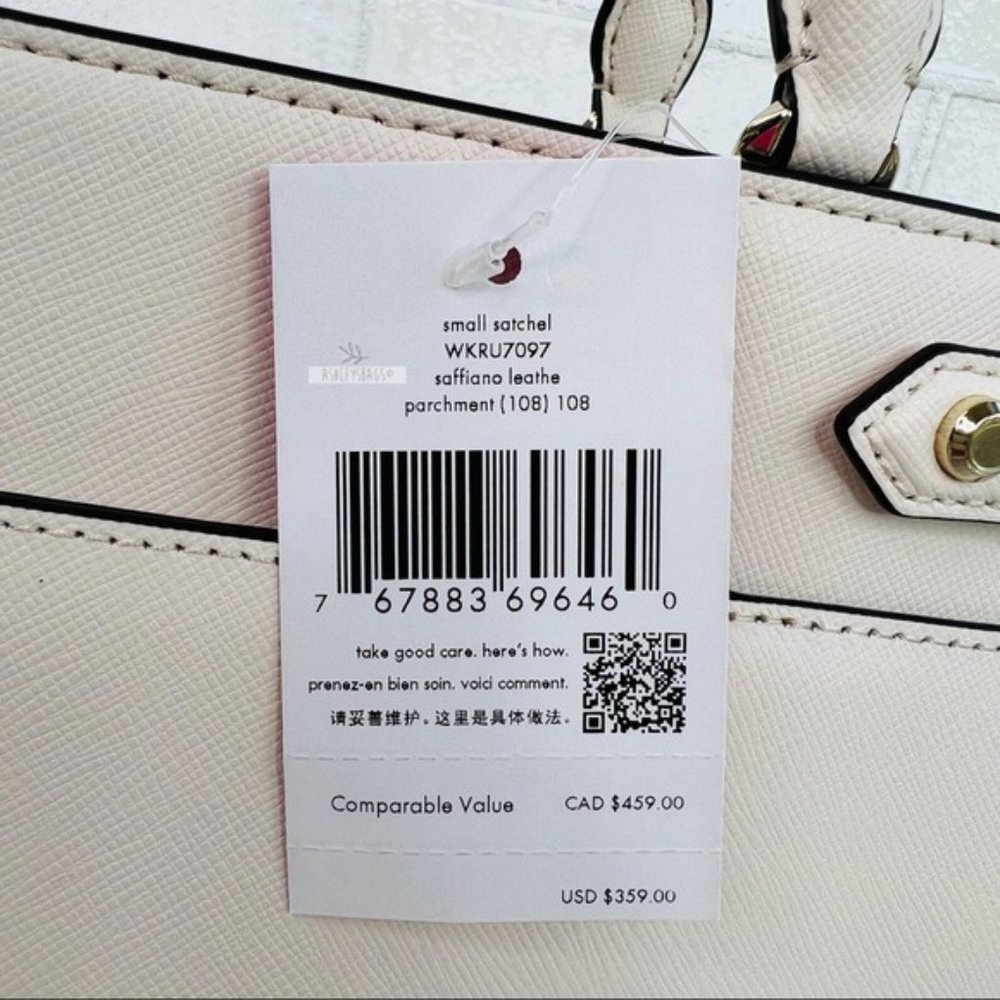 small satchel
WKRU7097
ASHLEYSBAGS©
saffiano leathe
parchment (108) 108
7 67883 69646 0
take good care. here's how.
prenez-en bien soin. voici comment.
请妥善维护。这里是具体做法。
Comparable Value CAD $459.00
USD $359.00